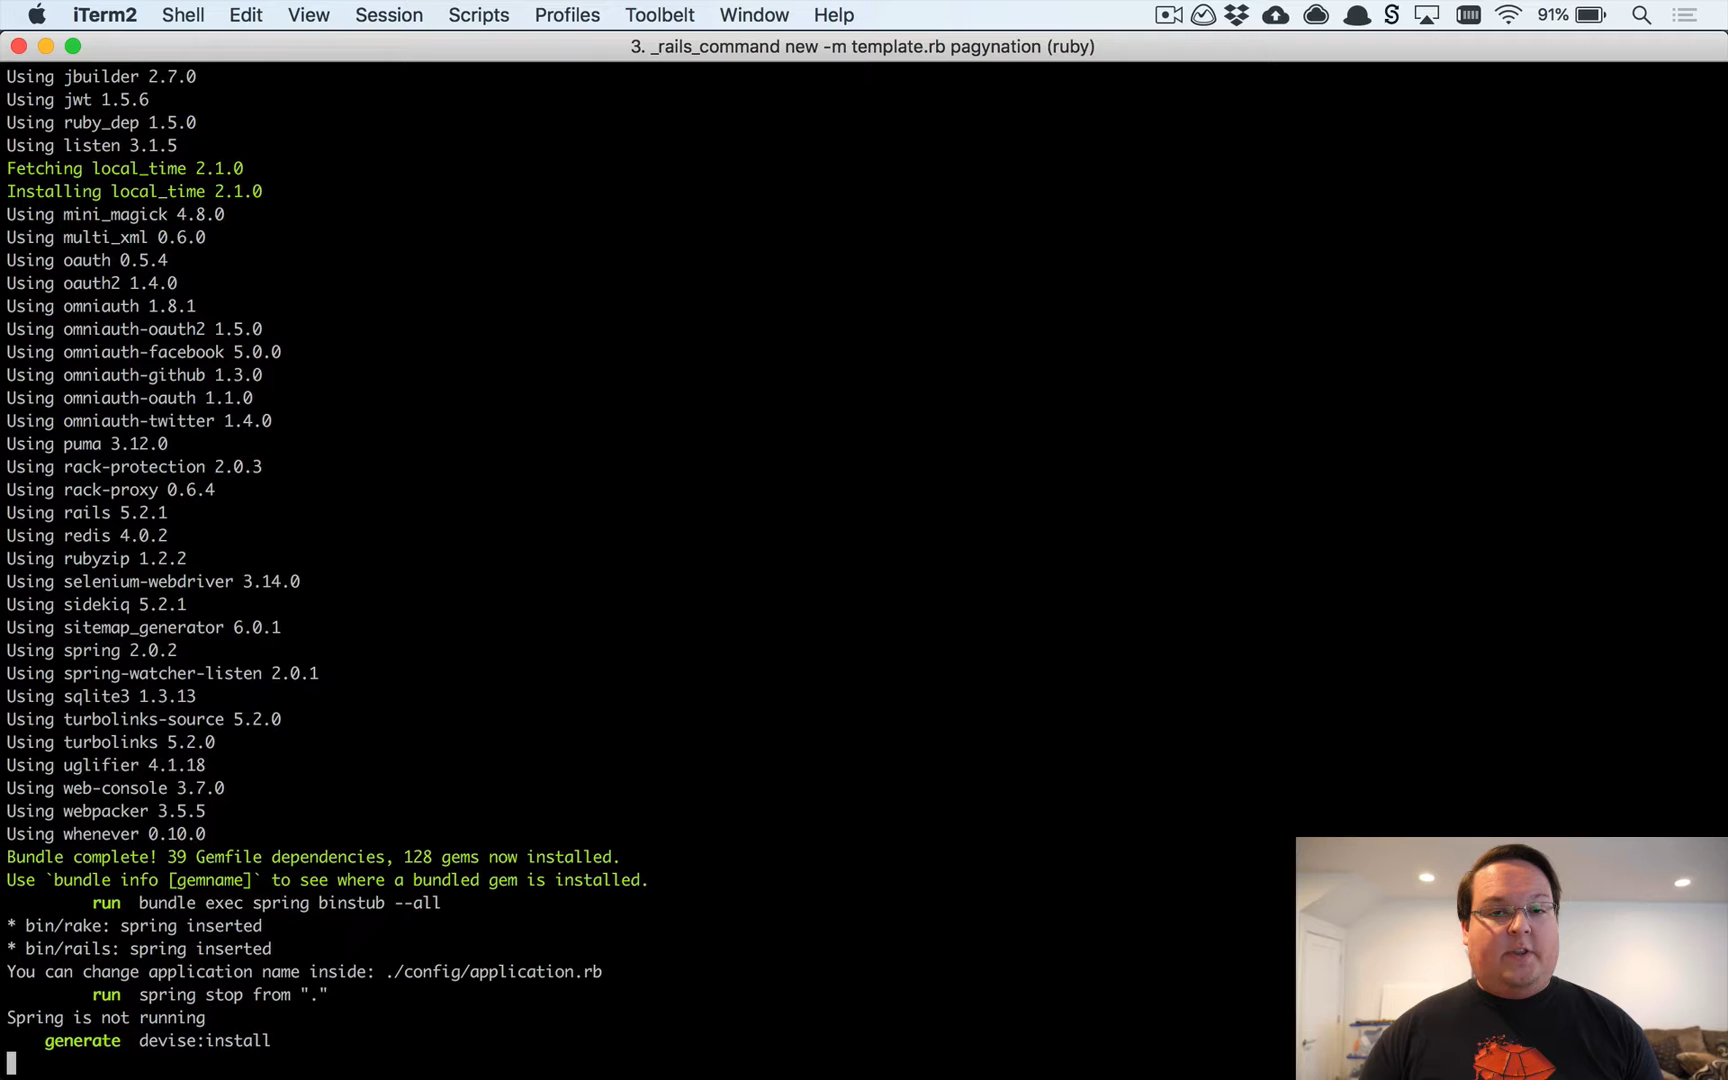 iTerm2 Shell Edit View Session Scripts Profiles Toolbelt Window Help 91%
3. _rails_command new -m template.rb pagynation (ruby)
Using jbuilder 2.7.0
Using jwt 1.5.6
Using ruby_dep 1.5.0
Using listen 3.1.5
Fetching local_time 2.1.0
Installing local_time 2.1.0
Using mini_magick 4.8.0
Using multi_xml 0.6.0
Using oauth 0.5.4
Using oauth2 1.4.0
Using omniauth 1.8.1
Using omniauth-oauth2 1.5.0
Using omniauth-facebook 5.0.0
Using omniauth-github 1.3.0
Using omniauth-oauth 1.1.0
Using omniauth-twitter 1.4.0
Using puma 3.12.0
Using rack-protection 2.0.3
Using rack-proxy 0.6.4
Using rails 5.2.1
Using redis 4.0.2
Using rubyzip 1.2.2
Using selenium-webdriver 3.14.0
Using sidekiq 5.2.1
Using sitemap_generator 6.0.1
Using spring 2.0.2
Using spring-watcher-listen 2.0.1
Using sqlite3 1.3.13
Using turbolinks-source 5.2.0
Using turbolinks 5.2.0
Using uglifier 4.1.18
Using web-console 3.7.0
Using webpacker 3.5.5
Using whenever 0.10.0
Bundle complete! 39 Gemfile dependencies, 128 gems now installed.
Use `bundle info [gemname]` to see where a bundled gem is installed.
run bundle exec spring binstub --all
* bin/rake: spring inserted
* bin/rails: spring inserted
You can change application name inside: ./config/application.rb
run spring stop from "."
Spring is not running
generate devise:install